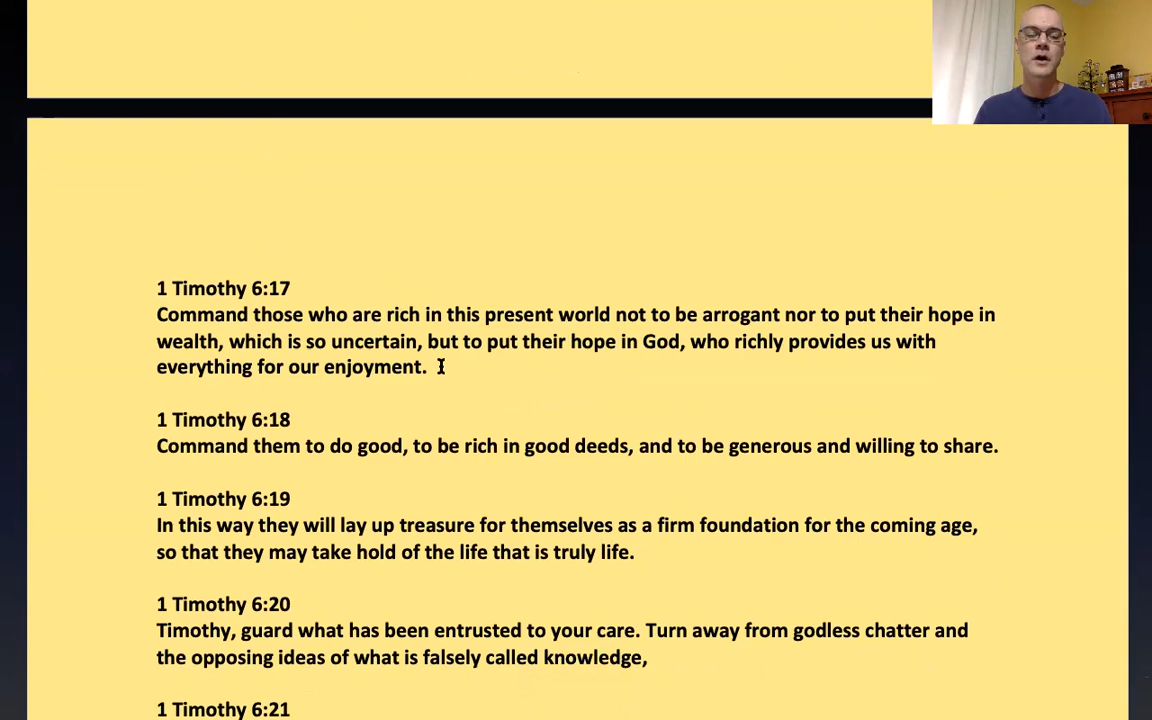 1 Timothy 6:17
Command those who are rich in this present world not to be arrogant nor to put their hope in
wealth, which is so uncertain, but to put their hope in God, who richly provides us with
everything for our enjoyment.
1 Timothy 6:18
Command them to do good, to be rich in good deeds, and to be generous and willing to share.
1 Timothy 6:19
In this way they will lay up treasure for themselves as a firm foundation for the coming age,
so that they may take hold of the life that is truly life.
1 Timothy 6:20
Timothy, guard what has been entrusted to your care. Turn away from godless chatter and
the opposing ideas of what is falsely called knowledge,
1 Timothy 6:21